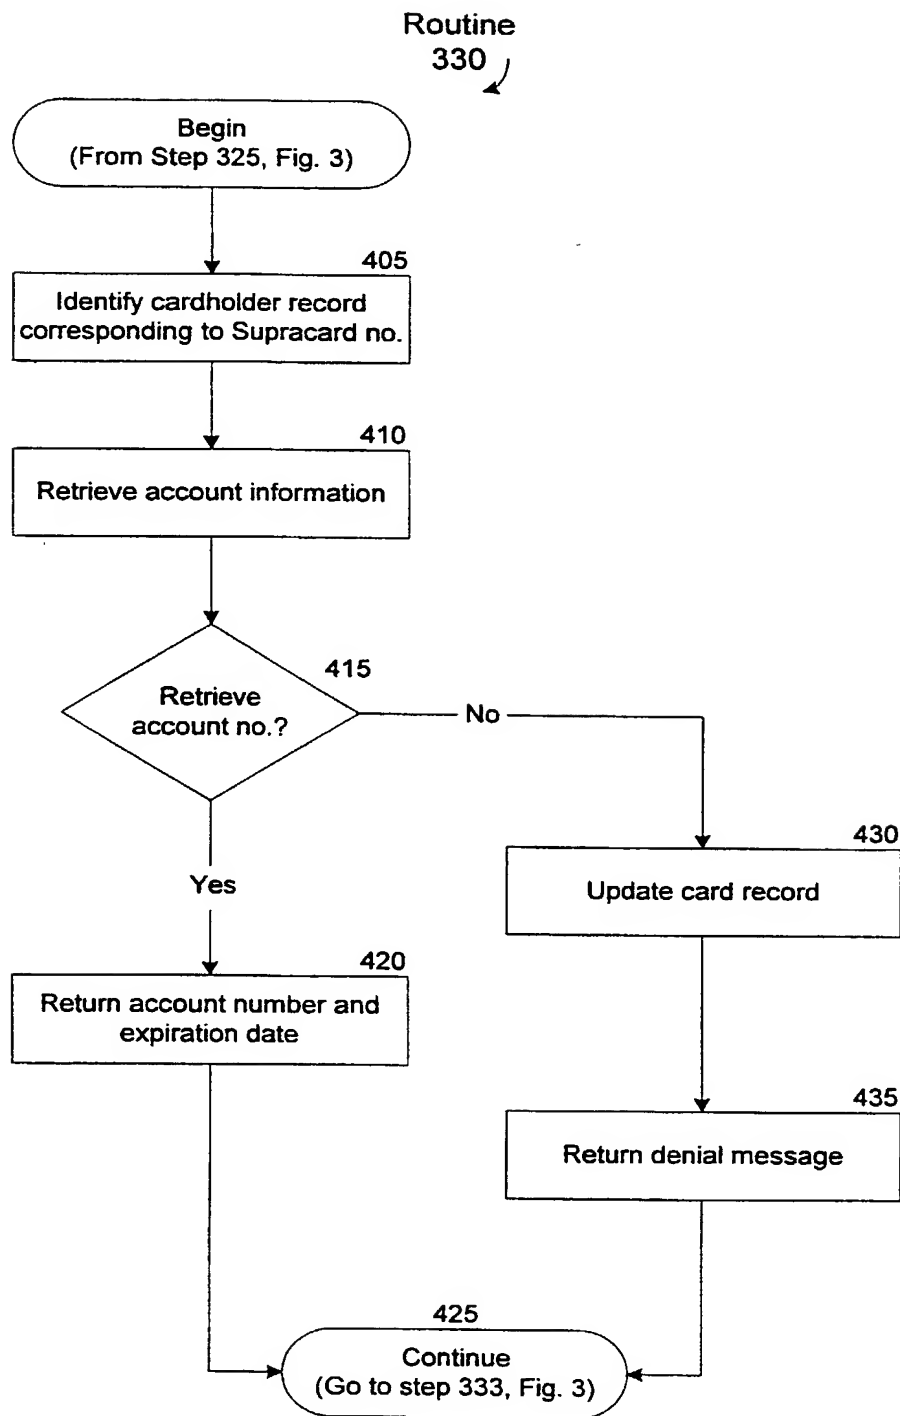 Routine
330
Begin
(From Step 325, Fig. 3)
405
Identify cardholder record
corresponding to Supracard no.
410
Retrieve account information
415
Retrieve
account no.?
No
Yes
430
Update card record
420
Return account number and
expiration date
435
Return denial message
425
Continue
(Go to step 333, Fig. 3)